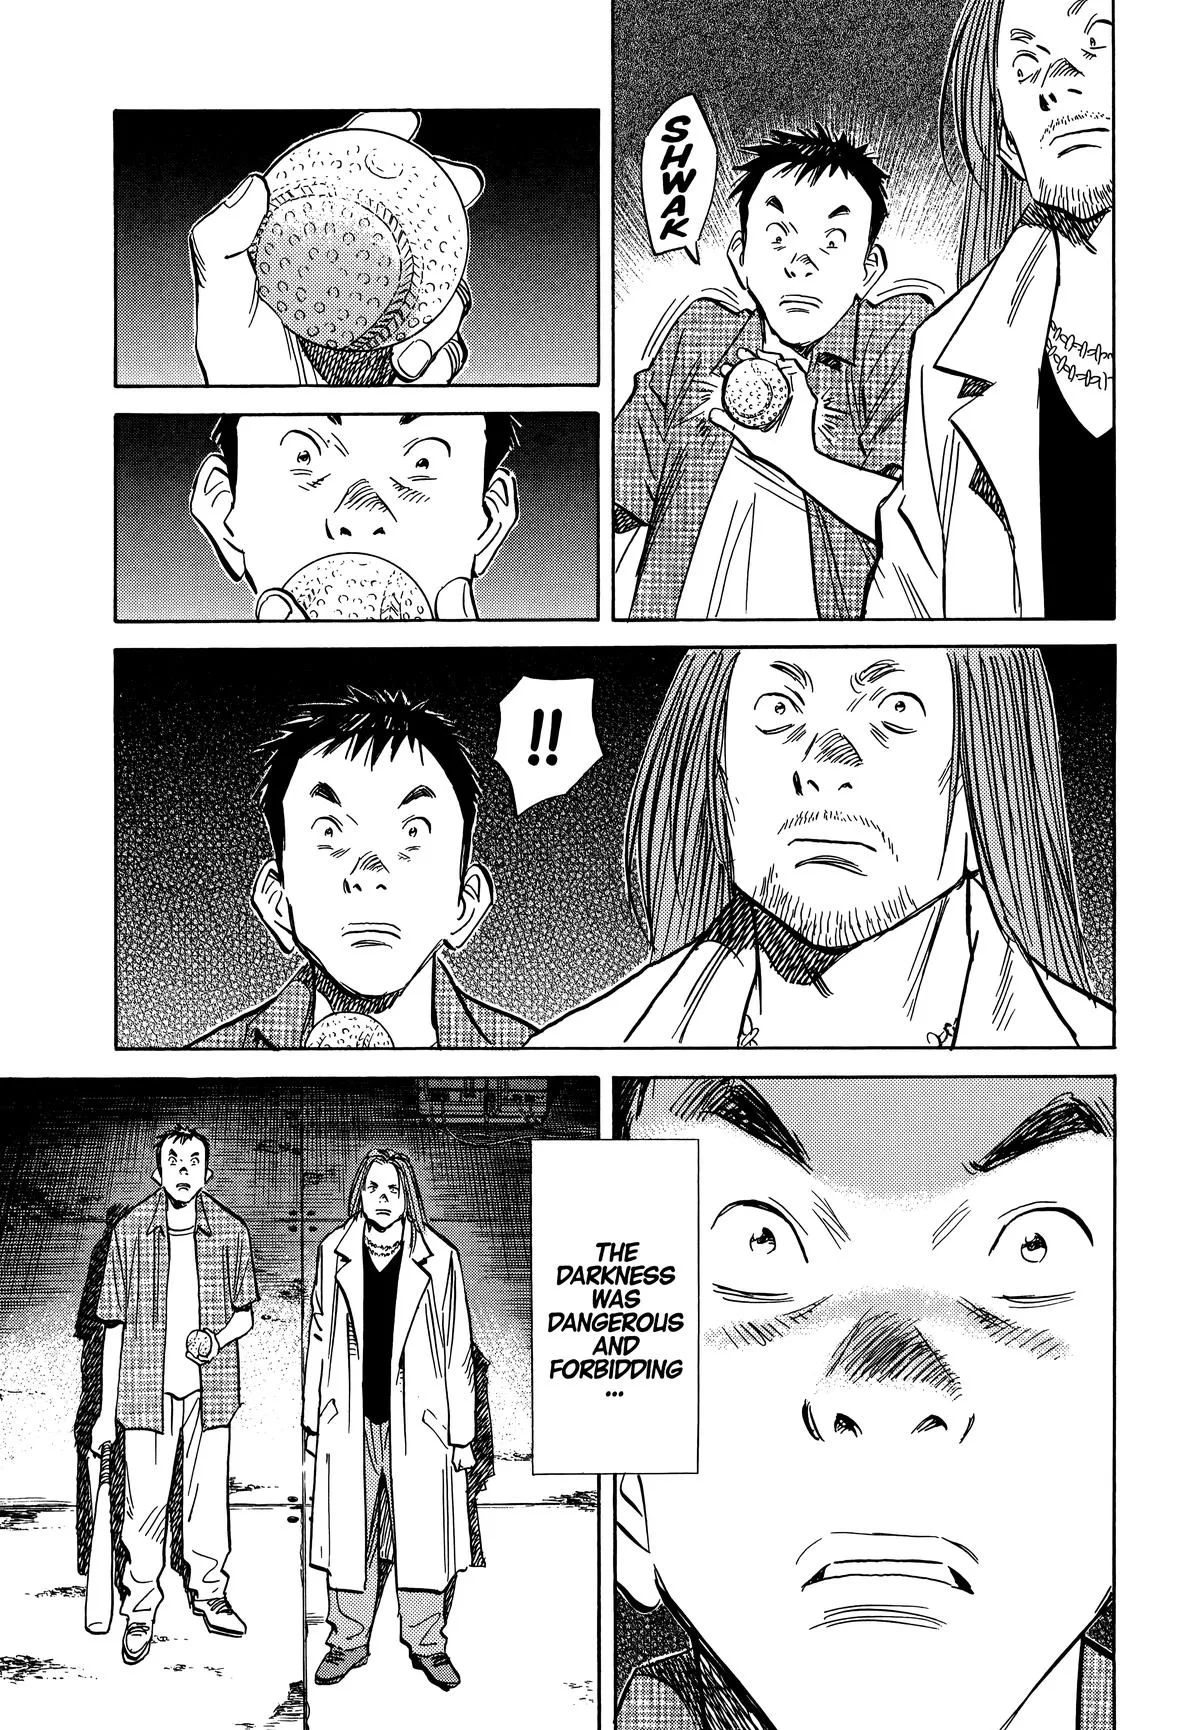 SHWAK
!!
THE
DARKNESS
WAS
DANGEROUS
AND
FORBIDDING
...